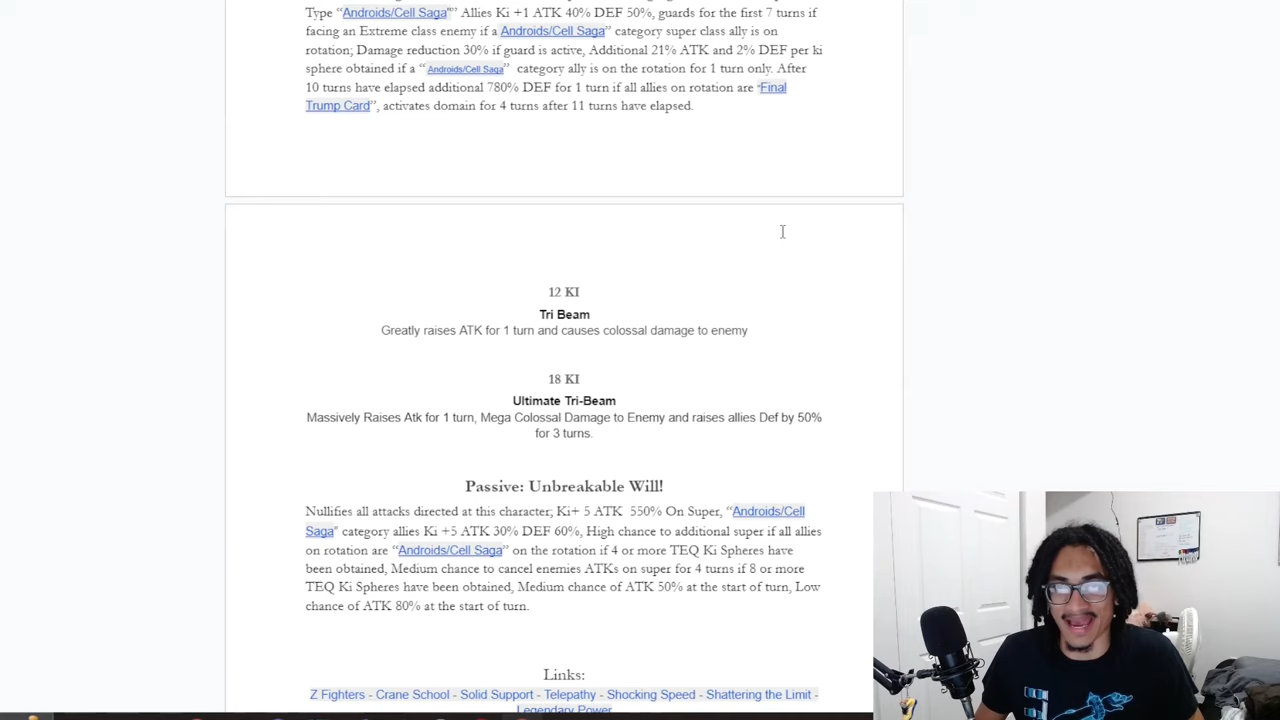 Type “Androids/Cell Saga”” Allies Ki +1 ATK 40% DEF 50%, guards for the first 7 turns if
facing an Extreme class enemy if a Androids/Cell Saga” category super class ally is on
rotation; Damage reduction 30% if guard is active, Additional 21% ATK and 2% DEF per ki
sphere obtained if a “Androids/Cell Saga” category ally is on the rotation for 1 turn only. After
10 turns have elapsed additional 780% DEF for 1 turn if all allies on rotation are “Final
Trump Card”, activates domain for 4 turns after 11 turns have elapsed.
12 KI
Tri Beam
Greatly raises ATK for 1 turn and causes colossal damage to enemy
18 KI
Ultimate Tri-Beam
Massively Raises Atk for 1 turn, Mega Colossal Damage to Enemy and raises allies Def by 50%
for 3 turns.
Passive: Unbreakable Will!
Nullifies all attacks directed at this character; Ki+ 5 ATK 550% On Super, “Androids/Cell
Saga” category allies Ki +5 ATK 30% DEF 60%, High chance to additional super if all allies
on rotation are “Androids/Cell Saga” on the rotation if 4 or more TEQ Ki Spheres have
been obtained, Medium chance to cancel enemies ATKs on super for 4 turns if 8 or more
TEQ Ki Spheres have been obtained, Medium chance of ATK 50% at the start of turn, Low
chance of ATK 80% at the start of turn.
Links:
Z Fighters - Crane School - Solid Support - Telepathy - Shocking Speed - Shattering the Limit -
Legendary Power